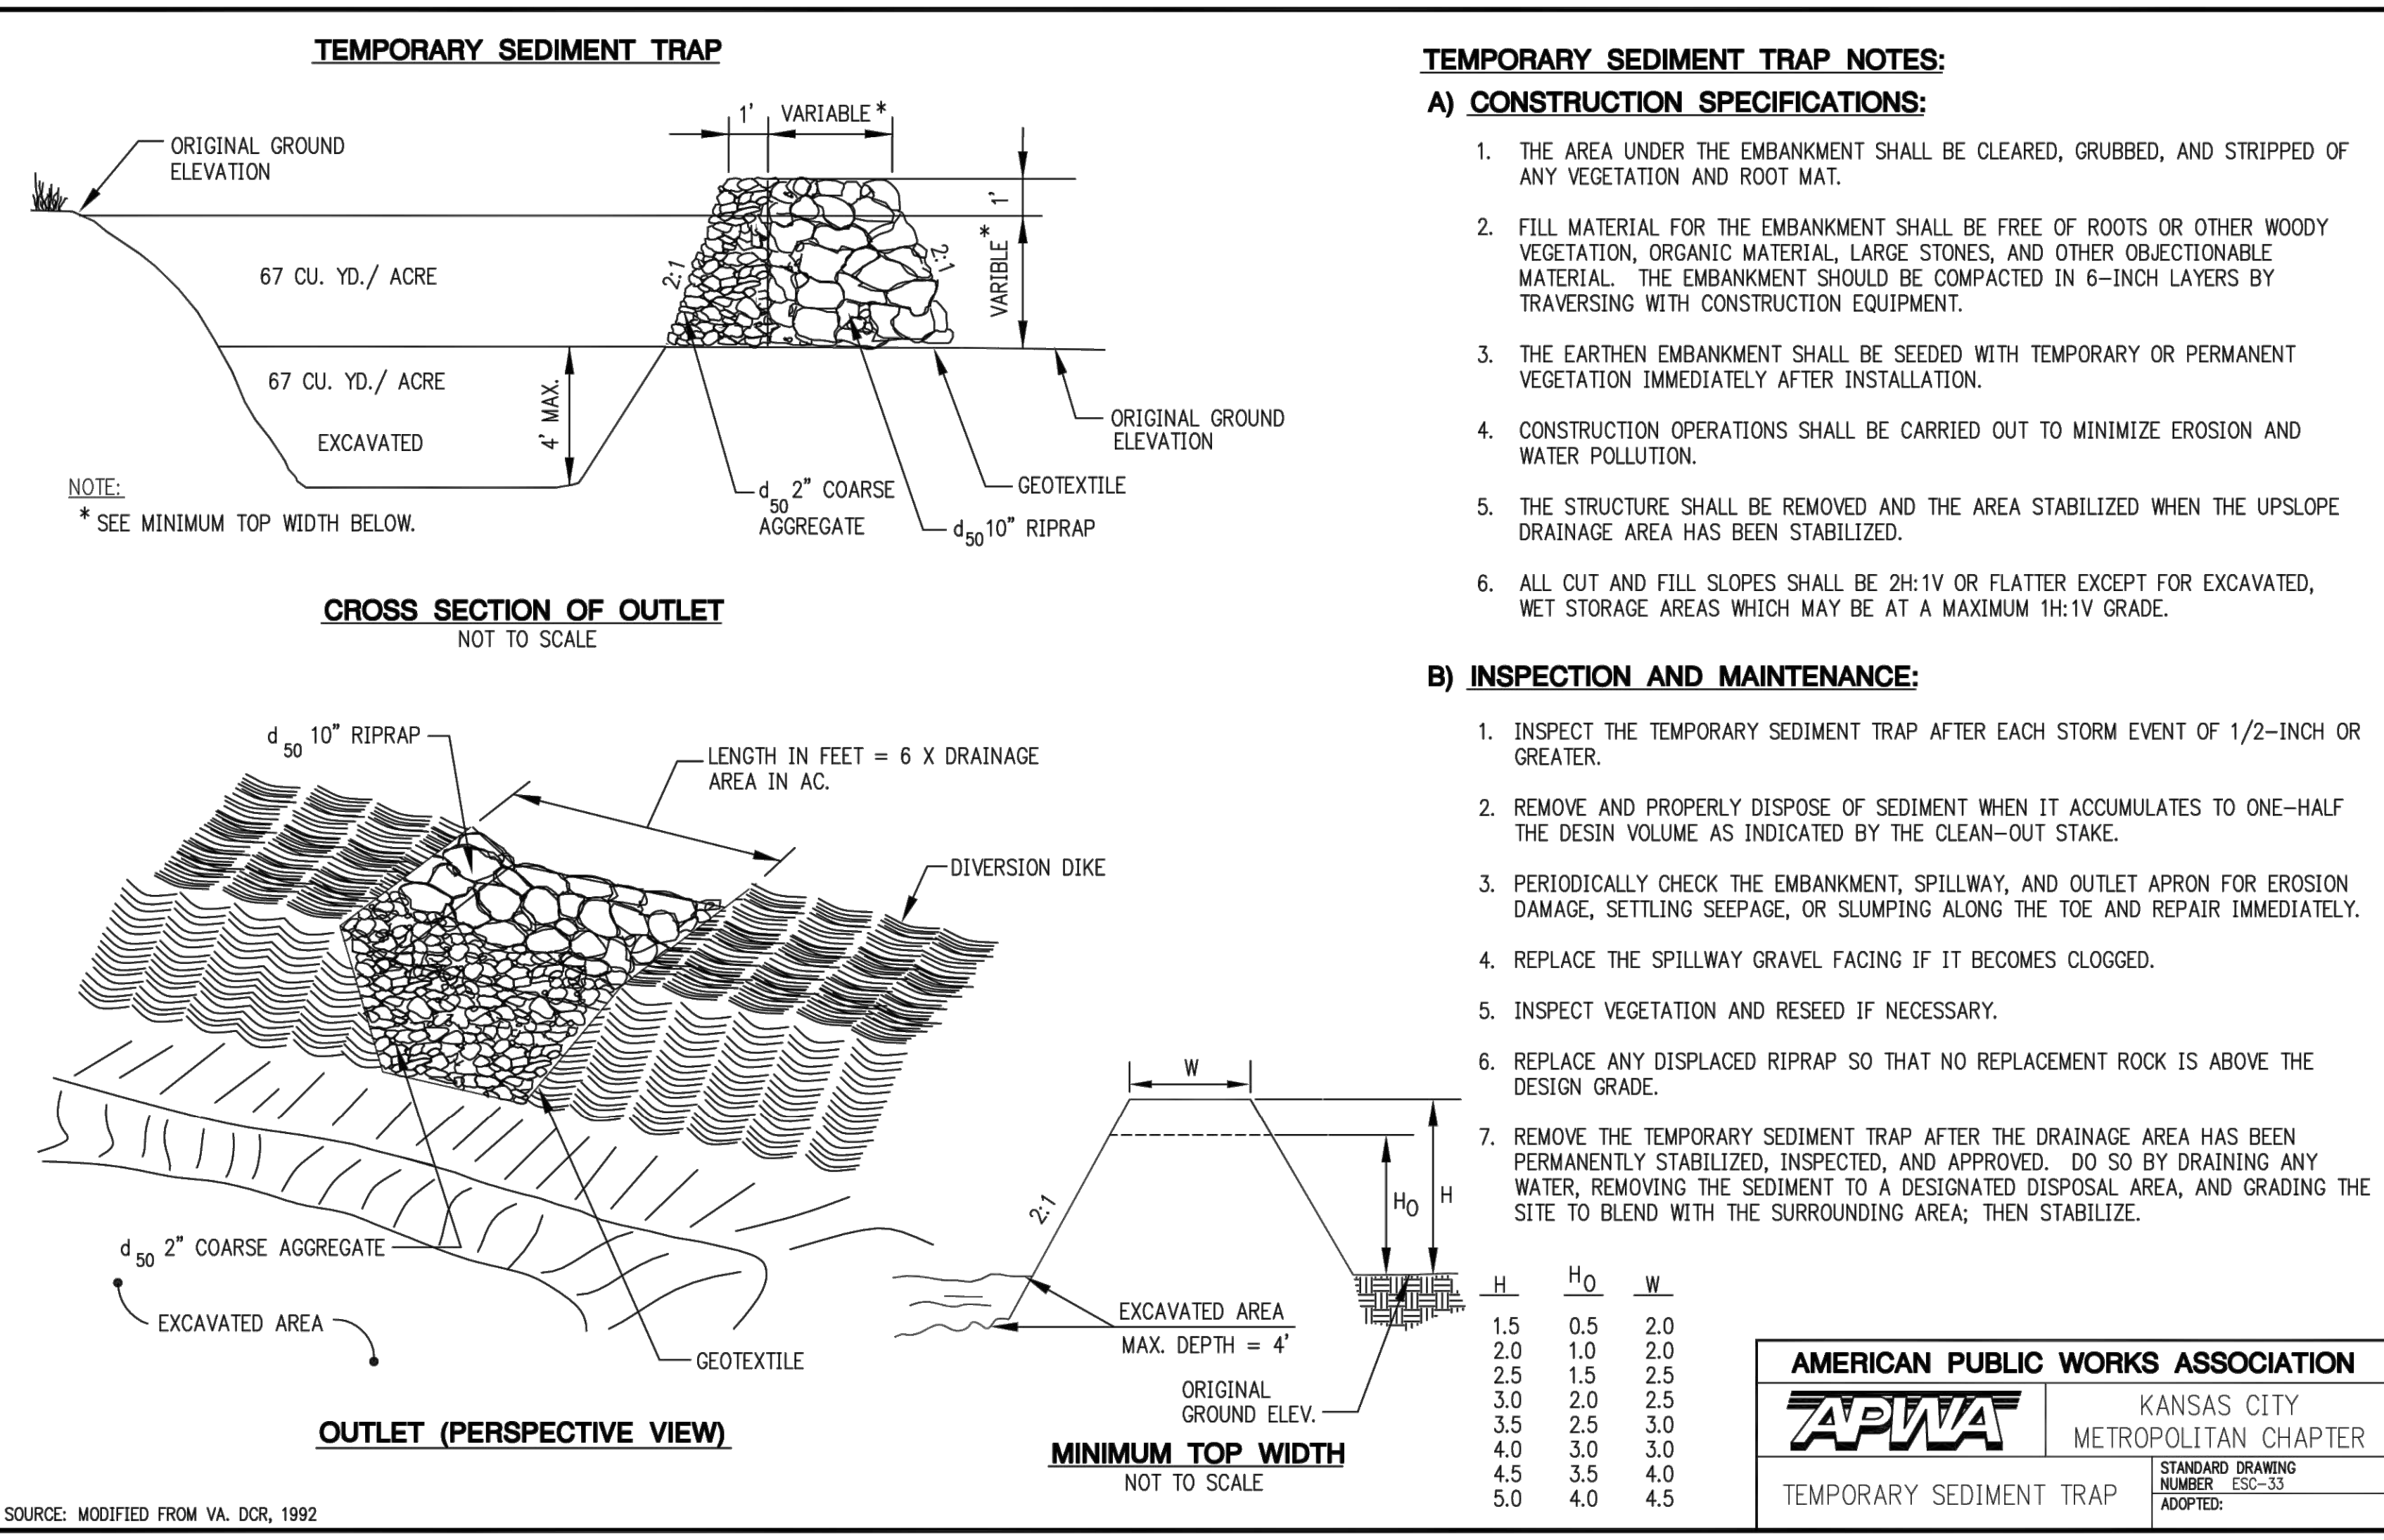 TEMPORARY SEDIMENT TRAP
1'
VARIABLE*
ORIGINAL GROUND
ELEVATION
1'
VARIBLE*
67 CU. YD./ ACRE
2:1
2:1
67 CU. YD./ ACRE
4' MAX.
EXCAVATED
ORIGINAL GROUND
ELEVATION
NOTE:
* SEE MINIMUM TOP WIDTH BELOW.
d50 2" COARSE
AGGREGATE
GEOTEXTILE
d50 10" RIPRAP
CROSS SECTION OF OUTLET
NOT TO SCALE
d50 10" RIPRAP
LENGTH IN FEET = 6 X DRAINAGE
AREA IN AC.
DIVERSION DIKE
d50 2" COARSE AGGREGATE
EXCAVATED AREA
GEOTEXTILE
OUTLET (PERSPECTIVE VIEW)
W
2:1
HO
H
EXCAVATED AREA
MAX. DEPTH = 4'
ORIGINAL
GROUND ELEV.
MINIMUM TOP WIDTH
NOT TO SCALE
SOURCE: MODIFIED FROM VA. DCR, 1992
TEMPORARY SEDIMENT TRAP NOTES:
A) CONSTRUCTION SPECIFICATIONS:
1. THE AREA UNDER THE EMBANKMENT SHALL BE CLEARED, GRUBBED, AND STRIPPED OF
ANY VEGETATION AND ROOT MAT.
2. FILL MATERIAL FOR THE EMBANKMENT SHALL BE FREE OF ROOTS OR OTHER WOODY
VEGETATION, ORGANIC MATERIAL, LARGE STONES, AND OTHER OBJECTIONABLE
MATERIAL. THE EMBANKMENT SHOULD BE COMPACTED IN 6-INCH LAYERS BY
TRAVERSING WITH CONSTRUCTION EQUIPMENT.
3. THE EARTHEN EMBANKMENT SHALL BE SEEDED WITH TEMPORARY OR PERMANENT
VEGETATION IMMEDIATELY AFTER INSTALLATION.
4. CONSTRUCTION OPERATIONS SHALL BE CARRIED OUT TO MINIMIZE EROSION AND
WATER POLLUTION.
5. THE STRUCTURE SHALL BE REMOVED AND THE AREA STABILIZED WHEN THE UPSLOPE
DRAINAGE AREA HAS BEEN STABILIZED.
6. ALL CUT AND FILL SLOPES SHALL BE 2H:1V OR FLATTER EXCEPT FOR EXCAVATED,
WET STORAGE AREAS WHICH MAY BE AT A MAXIMUM 1H:1V GRADE.
B) INSPECTION AND MAINTENANCE:
1. INSPECT THE TEMPORARY SEDIMENT TRAP AFTER EACH STORM EVENT OF 1/2-INCH OR
GREATER.
2. REMOVE AND PROPERLY DISPOSE OF SEDIMENT WHEN IT ACCUMULATES TO ONE-HALF
THE DESIN VOLUME AS INDICATED BY THE CLEAN-OUT STAKE.
3. PERIODICALLY CHECK THE EMBANKMENT, SPILLWAY, AND OUTLET APRON FOR EROSION
DAMAGE, SETTLING SEEPAGE, OR SLUMPING ALONG THE TOE AND REPAIR IMMEDIATELY.
4. REPLACE THE SPILLWAY GRAVEL FACING IF IT BECOMES CLOGGED.
5. INSPECT VEGETATION AND RESEED IF NECESSARY.
6. REPLACE ANY DISPLACED RIPRAP SO THAT NO REPLACEMENT ROCK IS ABOVE THE
DESIGN GRADE.
7. REMOVE THE TEMPORARY SEDIMENT TRAP AFTER THE DRAINAGE AREA HAS BEEN
PERMANENTLY STABILIZED, INSPECTED, AND APPROVED. DO SO BY DRAINING ANY
WATER, REMOVING THE SEDIMENT TO A DESIGNATED DISPOSAL AREA, AND GRADING THE
SITE TO BLEND WITH THE SURROUNDING AREA; THEN STABILIZE.
H HO W
1.5 0.5 2.0
2.0 1.0 2.0
2.5 1.5 2.5
3.0 2.0 2.5
3.5 2.5 3.0
4.0 3.0 3.0
4.5 3.5 4.0
5.0 4.0 4.5
AMERICAN PUBLIC WORKS ASSOCIATION
APWA
KANSAS CITY
METROPOLITAN CHAPTER
TEMPORARY SEDIMENT TRAP
STANDARD DRAWING
NUMBER ESC-33
ADOPTED: